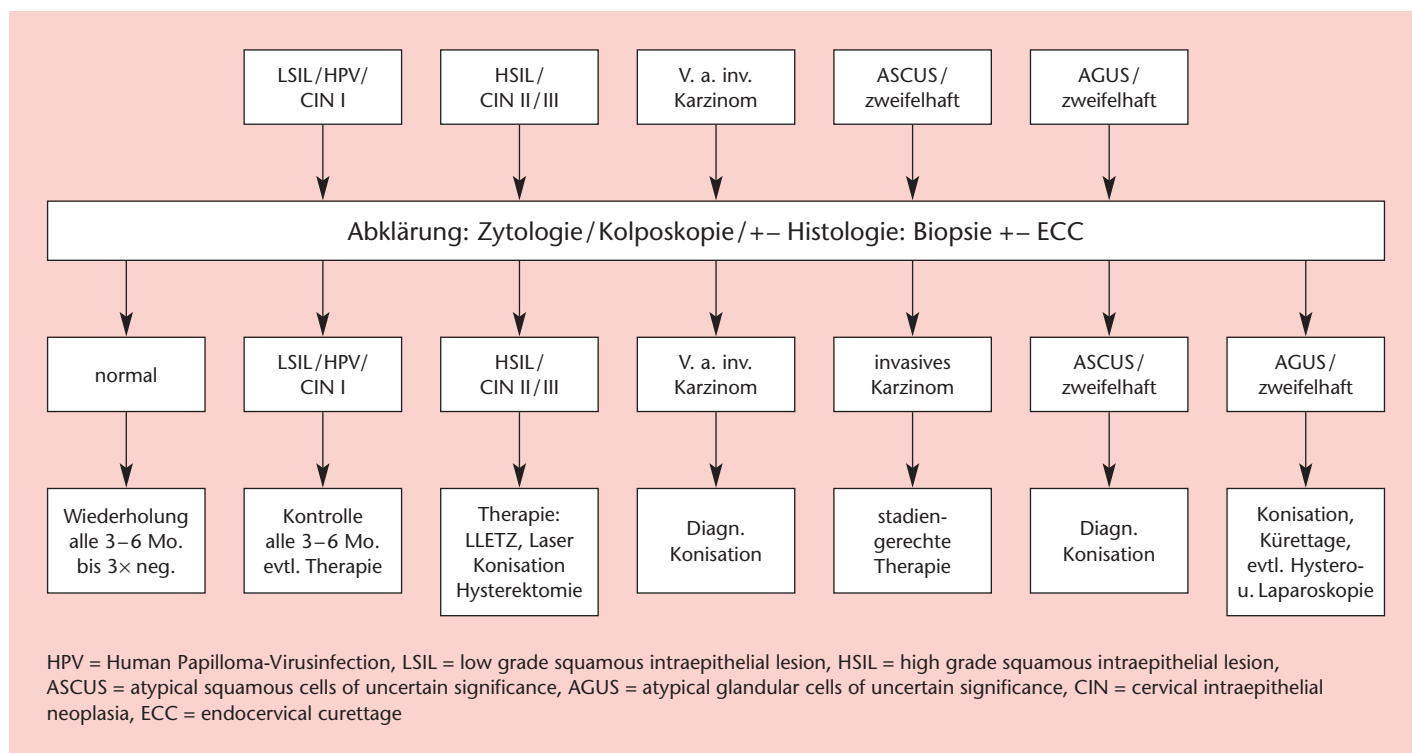 LSIL/HPV/
CIN I
HSIL/
CIN II/III
V. a. inv.
Karzinom
ASCUS/
zweifelhaft
AGUS/
zweifelhaft
Abklärung: Zytologie/Kolposkopie/+– Histologie: Biopsie +– ECC
normal
LSIL/HPV/
CIN I
HSIL/
CIN II/III
V. a. inv.
Karzinom
invasives
Karzinom
ASCUS/
zweifelhaft
AGUS/
zweifelhaft
Wiederholung
alle 3–6 Mo.
bis 3× neg.
Kontrolle
alle 3–6 Mo.
evtl. Therapie
Therapie:
LLETZ, Laser
Konisation
Hysterektomie
Diagn.
Konisation
stadien-
gerechte
Therapie
Diagn.
Konisation
Konisation,
Kürettage,
evtl. Hystero-
u. Laparoskopie
HPV = Human Papilloma-Virusinfection, LSIL = low grade squamous intraepithelial lesion, HSIL = high grade squamous intraepithelial lesion,
ASCUS = atypical squamous cells of uncertain significance, AGUS = atypical glandular cells of uncertain significance, CIN = cervical intraepithelial
neoplasia, ECC = endocervical curettage